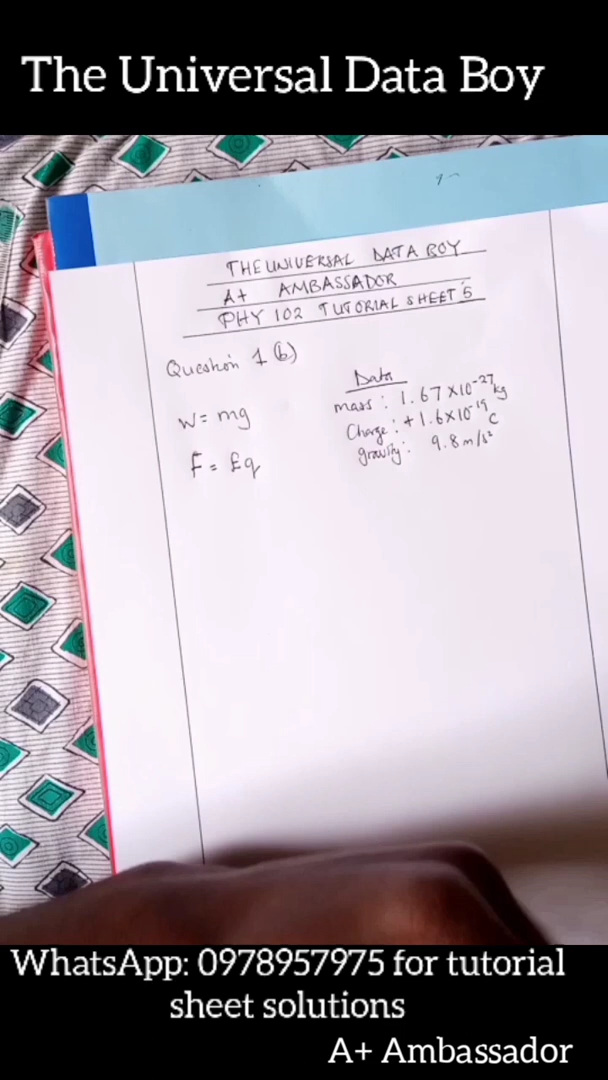 The Universal Data Boy
THE UNIVERSAL DATA BOY
A+ AMBASSADOR
PHY 102 TUTORIAL SHEET 5
Question 1 (b)
W = mg
F = Eq
Data
mass : 1.67 X10⁻²⁷ kg
Charge : + 1.6X10⁻¹⁹ C
gravity : 9.8 m/s²
WhatsApp: 0978957975 for tutorial
sheet solutions
A+ Ambassador